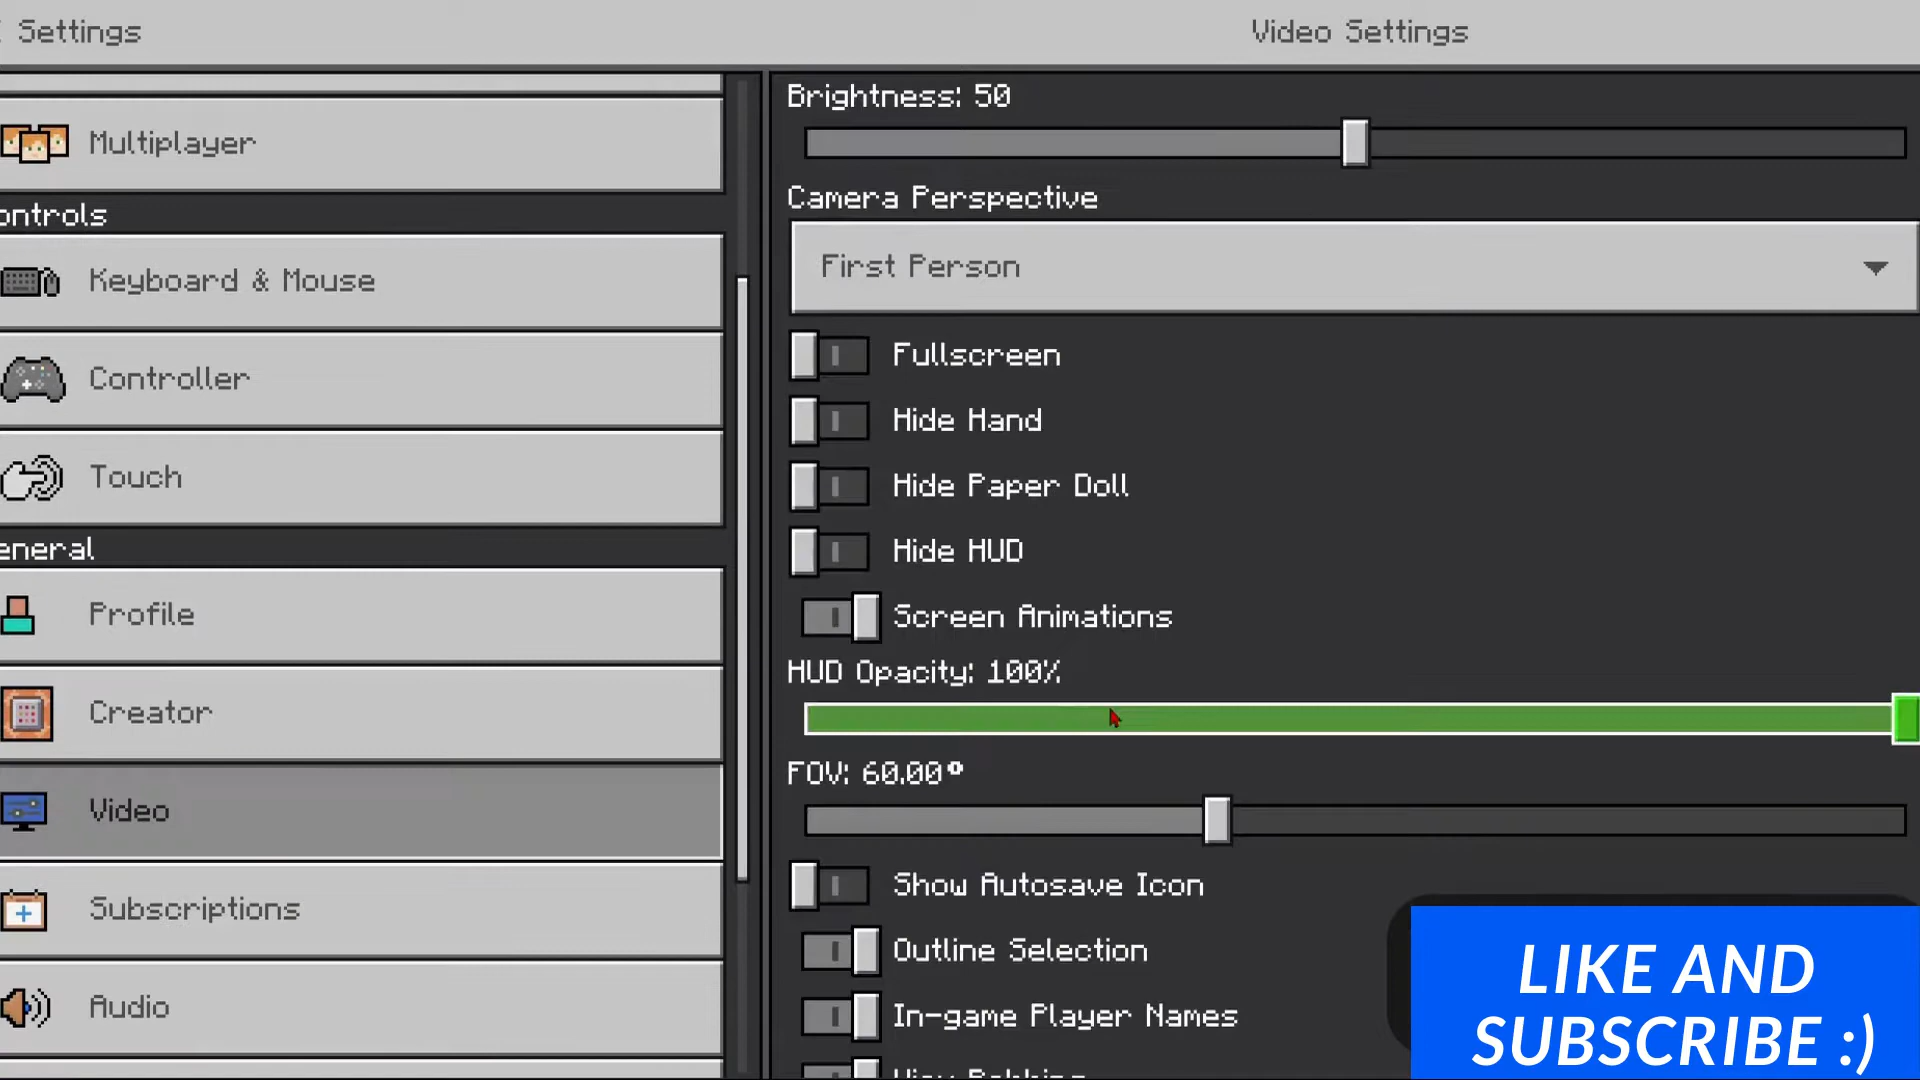 Settings
Video Settings
Multiplayer
ontrols
Keyboard & Mouse
Controller
Touch
eneral
Profile
Creator
Video
Subscriptions
Audio
Brightness: 50
Camera Perspective
First Person
Fullscreen
Hide Hand
Hide Paper Doll
Hide HUD
Screen Animations
HUD Opacity: 100%
FOV: 60.00°
Show Autosave Icon
Outline Selection
In-game Player Names
View Bobbing
LIKE AND
SUBSCRIBE :)